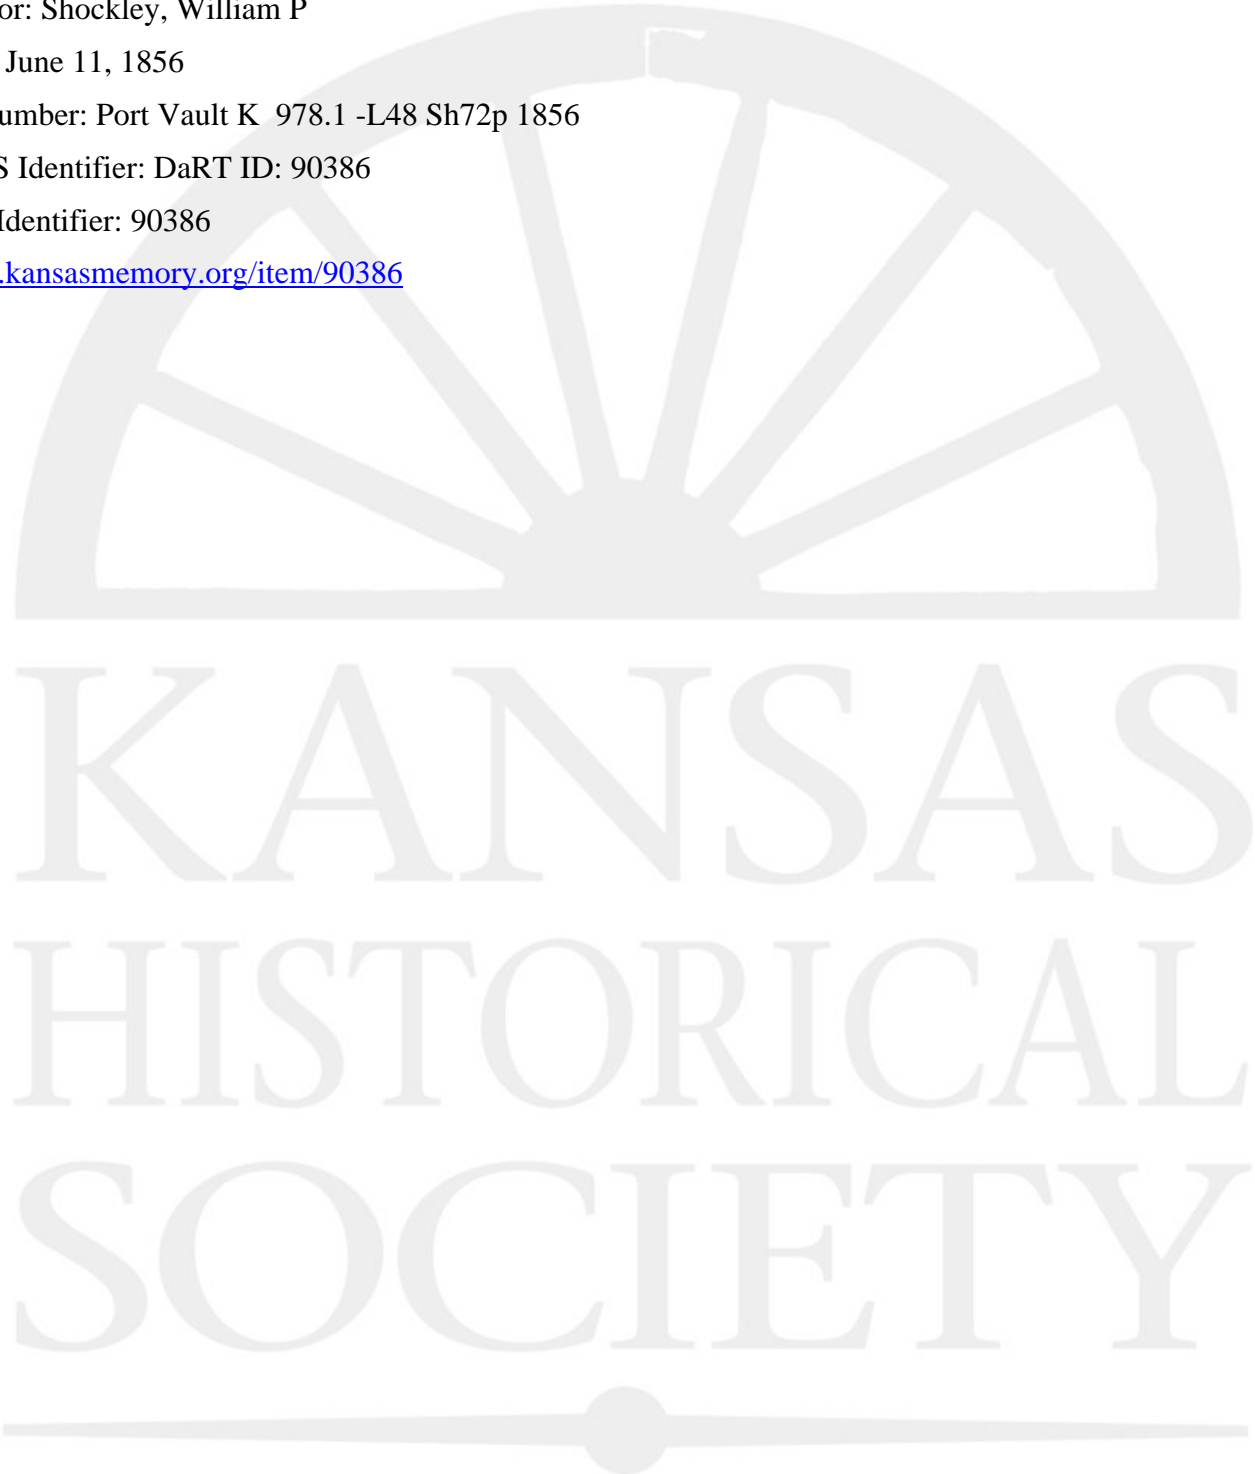 or: Shockley, William P
June 11, 1856
umber: Port Vault K 978.1 -L48 Sh72p 1856
S Identifier: DaRT ID: 90386
Identifier: 90386
.kansasmemory.org/item/90386
KANSAS
HISTORICAL
SOCIETY